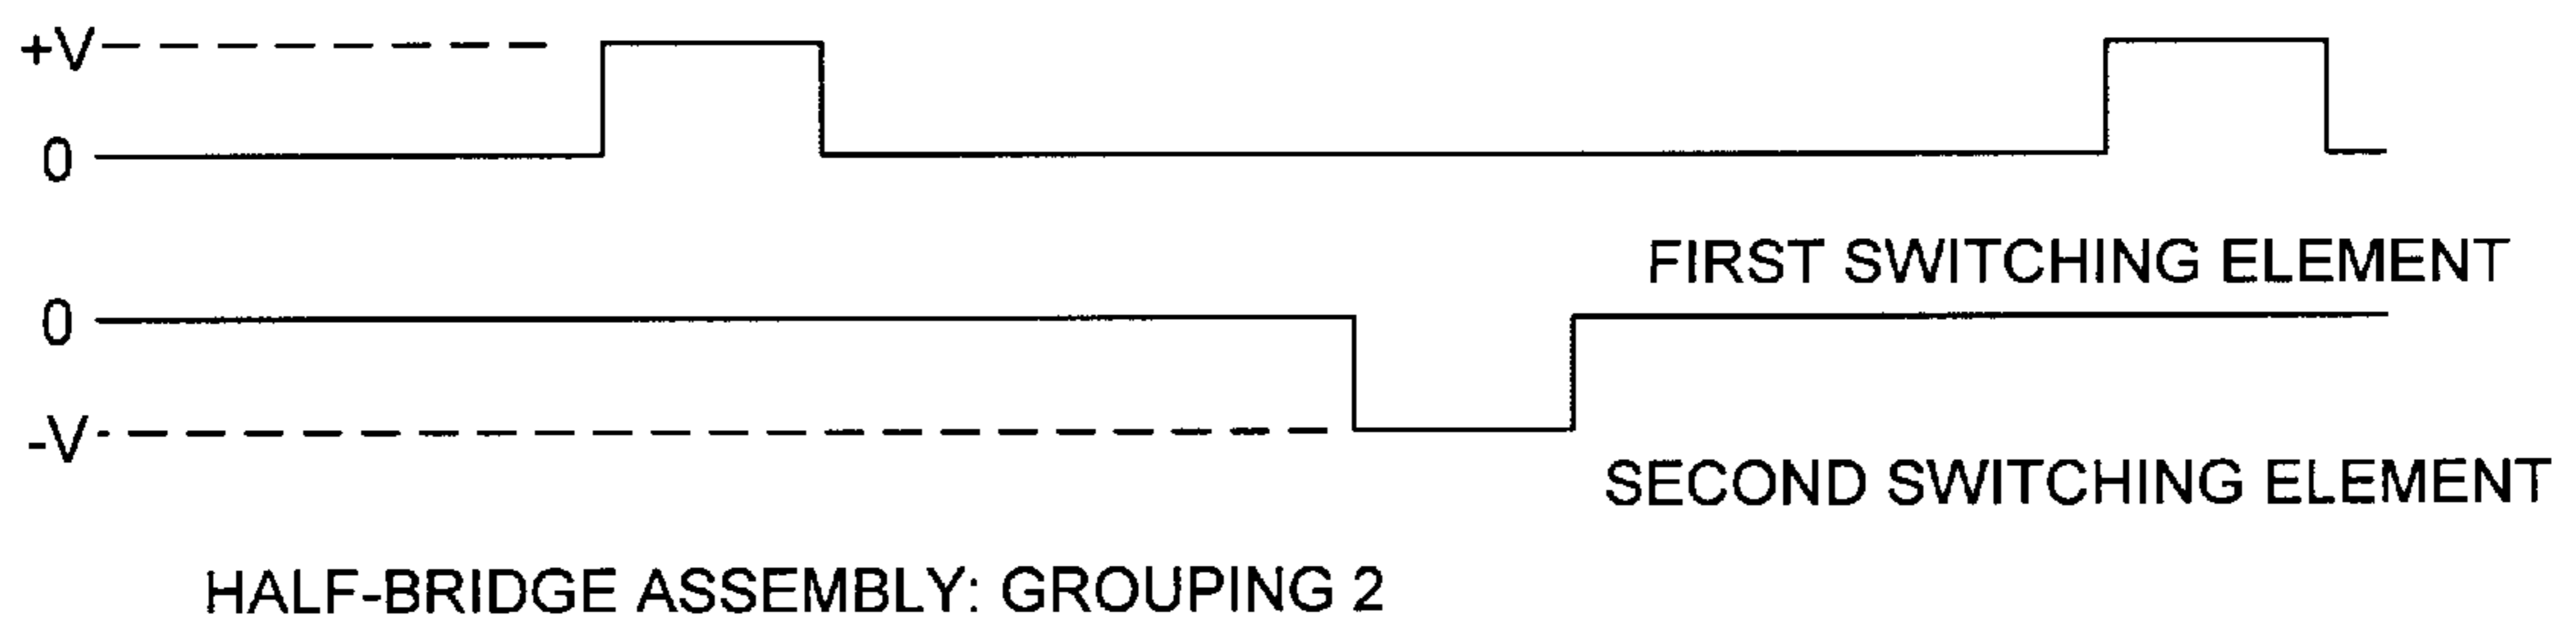 +V
0
FIRST SWITCHING ELEMENT
0
-V
SECOND SWITCHING ELEMENT
HALF-BRIDGE ASSEMBLY: GROUPING 2